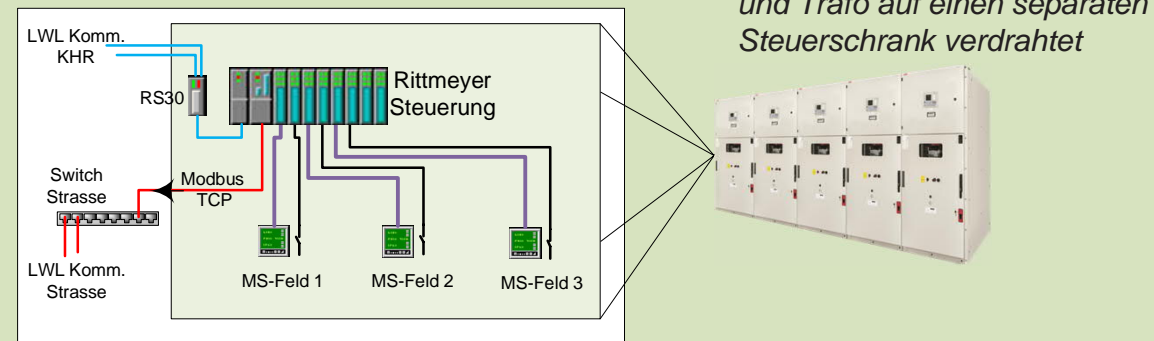 und Trafo auf einen separaten
Steuerschrank verdrahtet
LWL Komm.
KHR
RS30
Rittmeyer
Steuerung
Switch
Strasse
Modbus
TCP
LWL Komm.
Strasse
MS-Feld 1
MS-Feld 2
MS-Feld 3